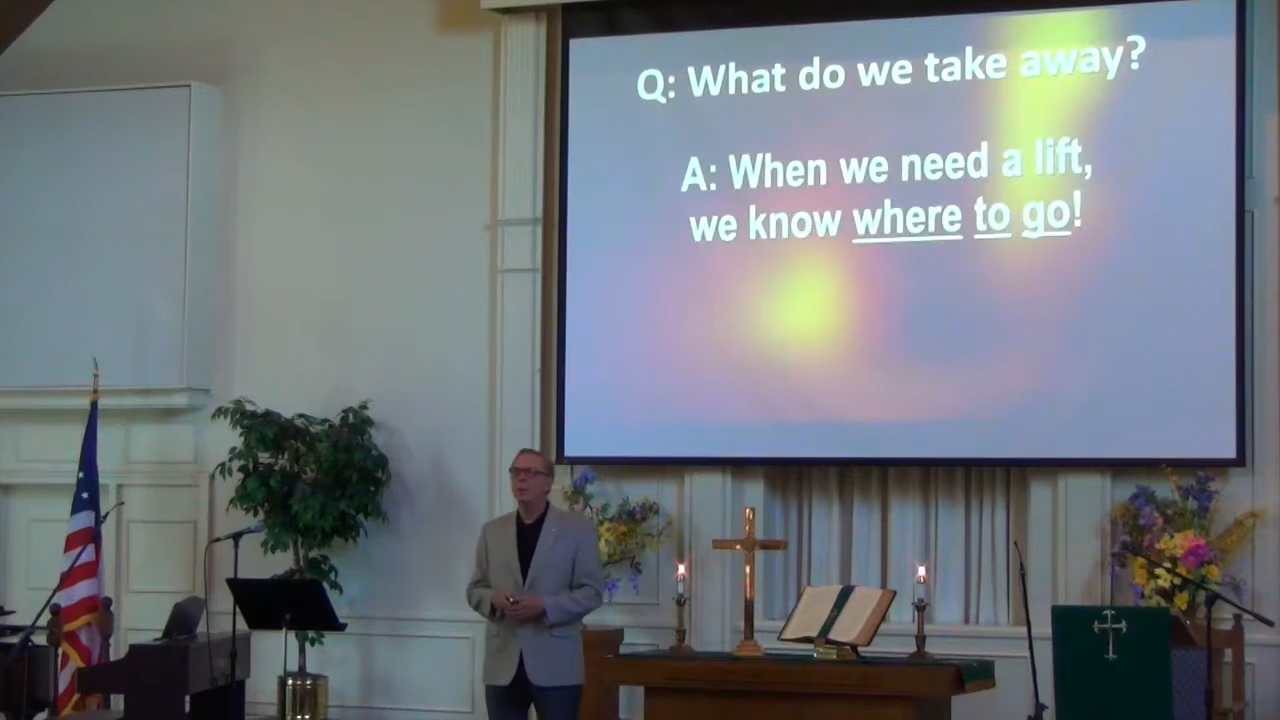 Q: What do we take away?
A: When we need a lift,
we know where to go!